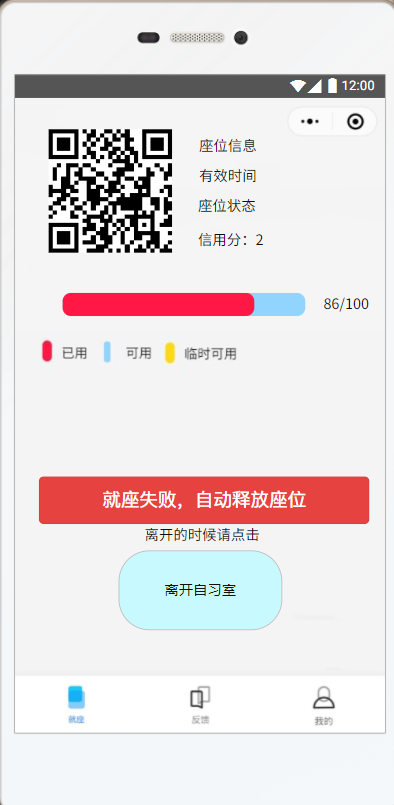 12:00
座位信息
有效时间
座位状态
信用分：2
86/100
已用 可用 临时可用
就座失败，自动释放座位
离开的时候请点击
离开自习室
就座 反馈 我的